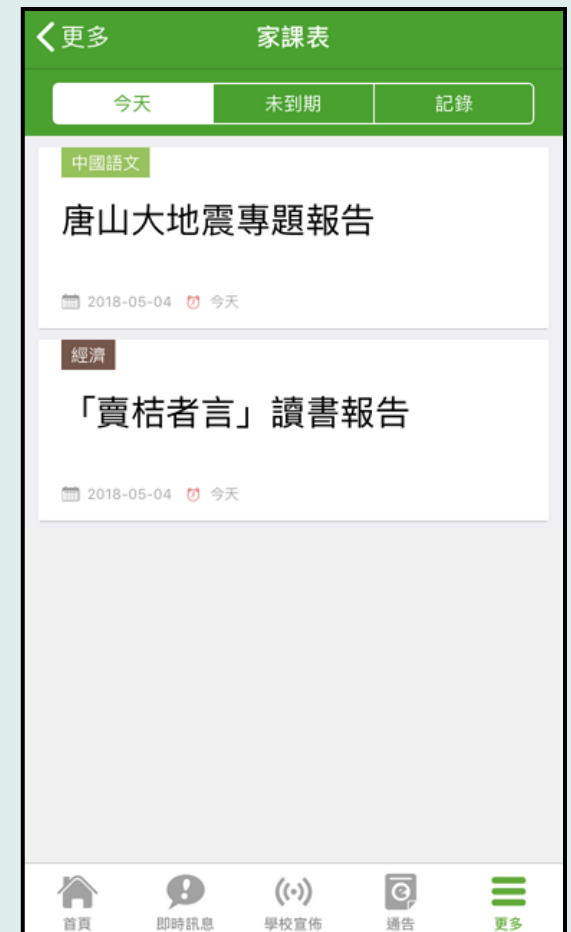 更多
家課表
今天
未到期
記錄
中國語文
唐山大地震專題報告
2018-05-04 今天
經濟
「賣桔者言」讀書報告
2018-05-04 今天
首頁
即時訊息
學校宣佈
通告
更多